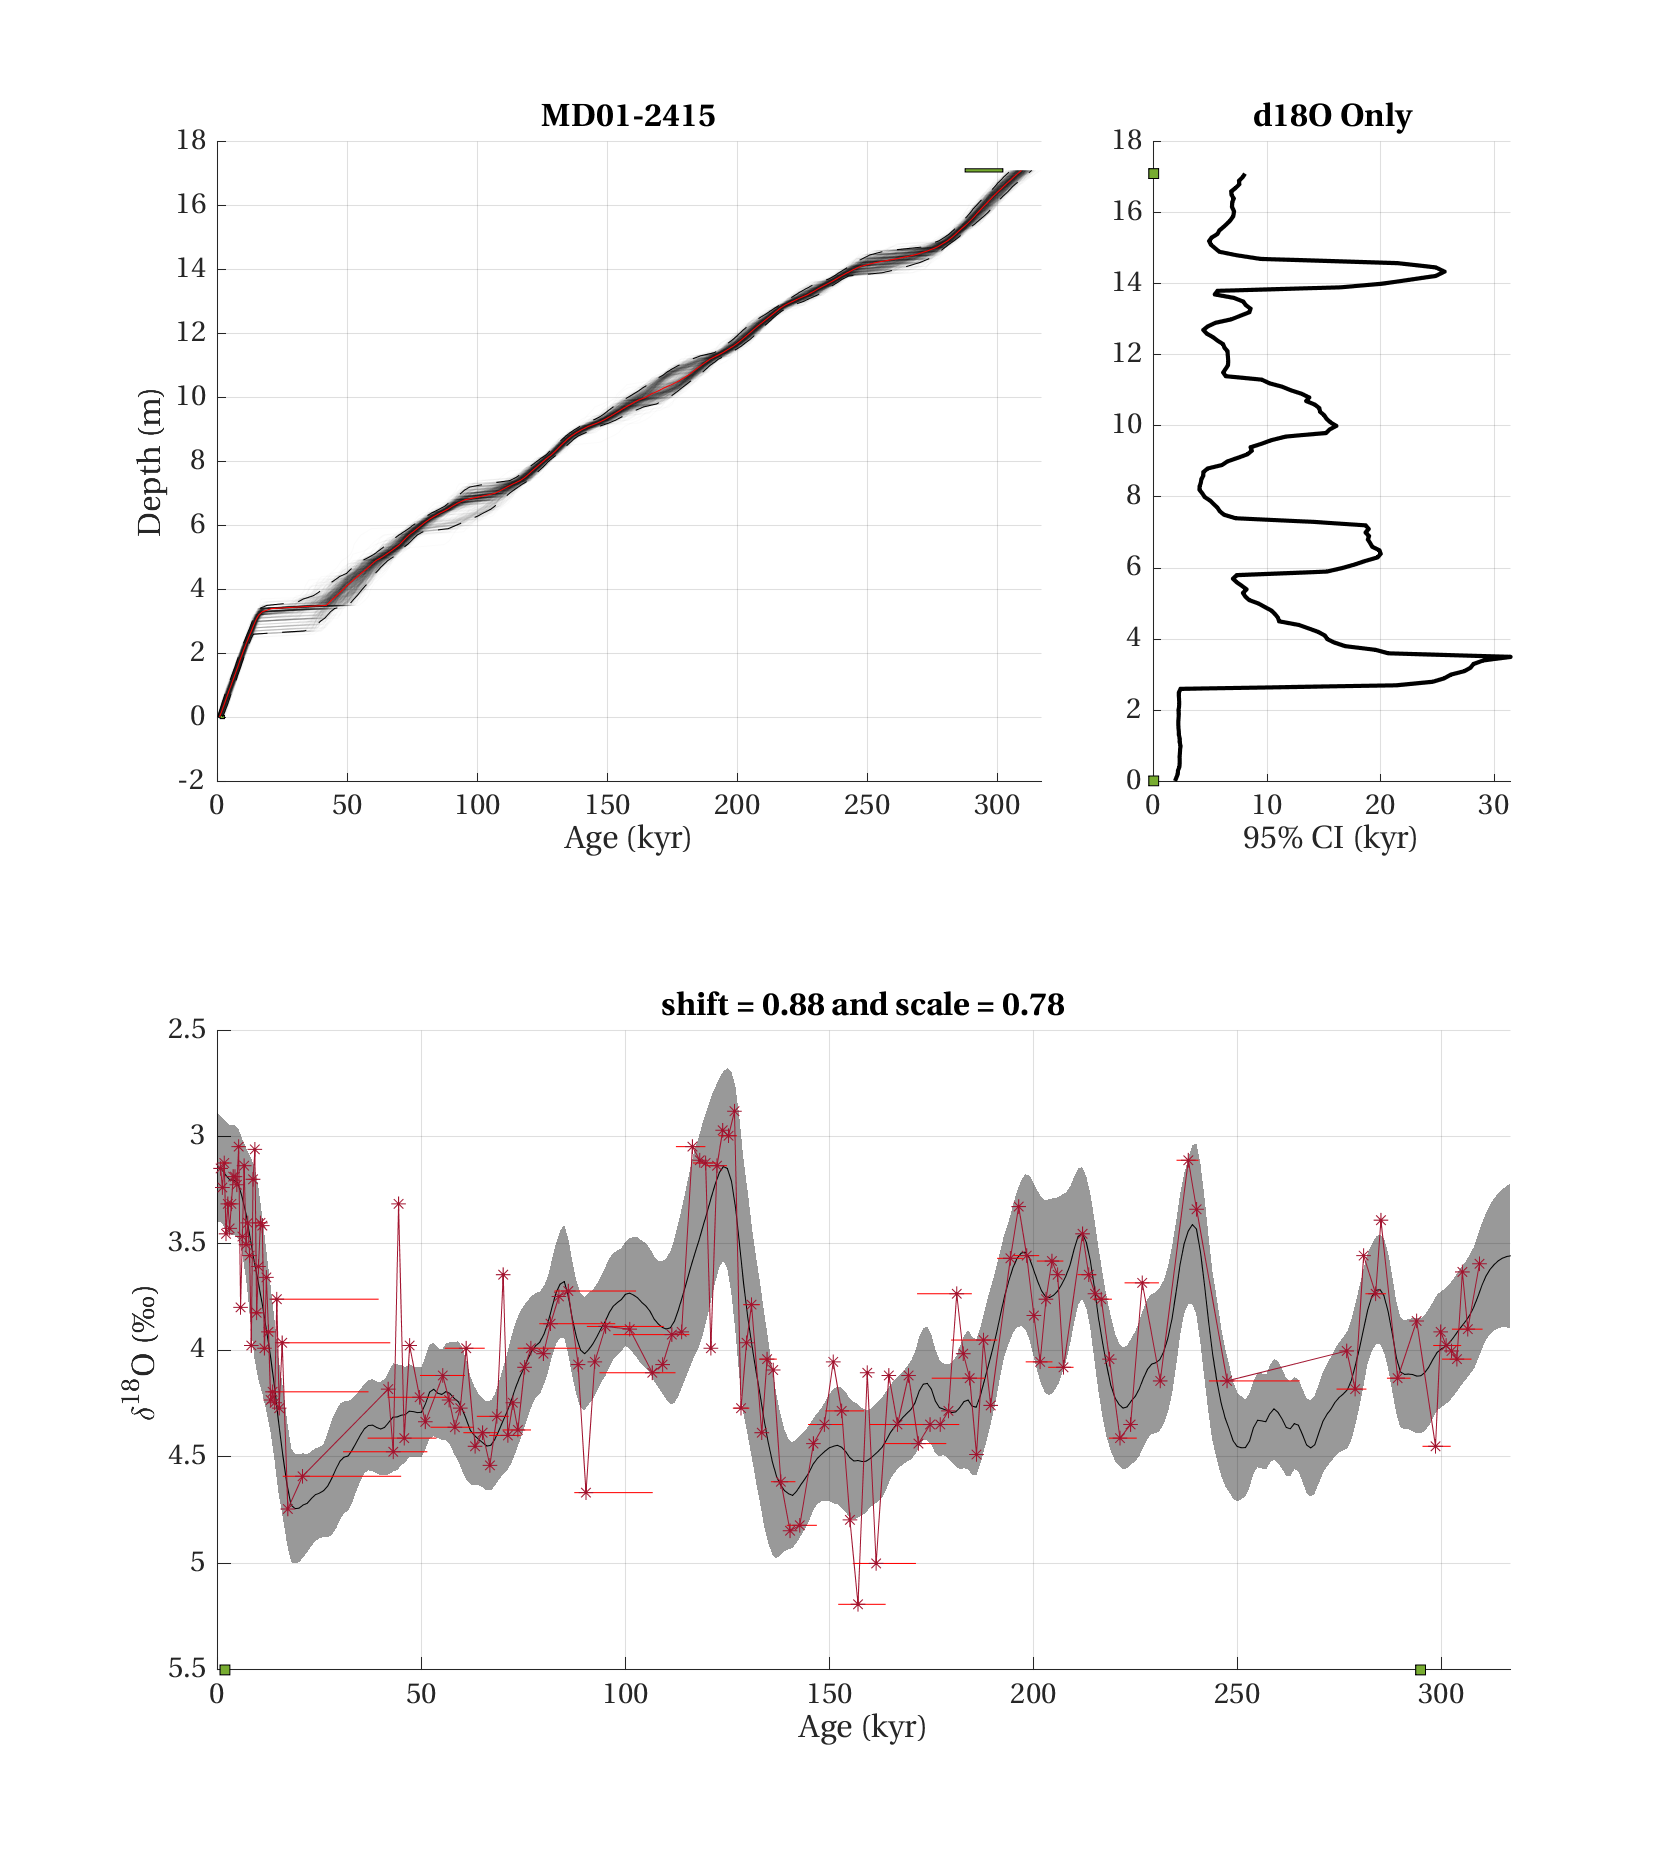 MD01-2415
18
16
14
12
10
8
6
4
2
0
-2
Depth (m)
0 50 100 150 200 250 300
Age (kyr)
d18O Only
18
16
14
12
10
8
6
4
2
0
0 10 20 30
95% CI (kyr)
shift = 0.88 and scale = 0.78
2.5
3
3.5
4
4.5
5
5.5
δ18O (‰)
0 50 100 150 200 250 300
Age (kyr)